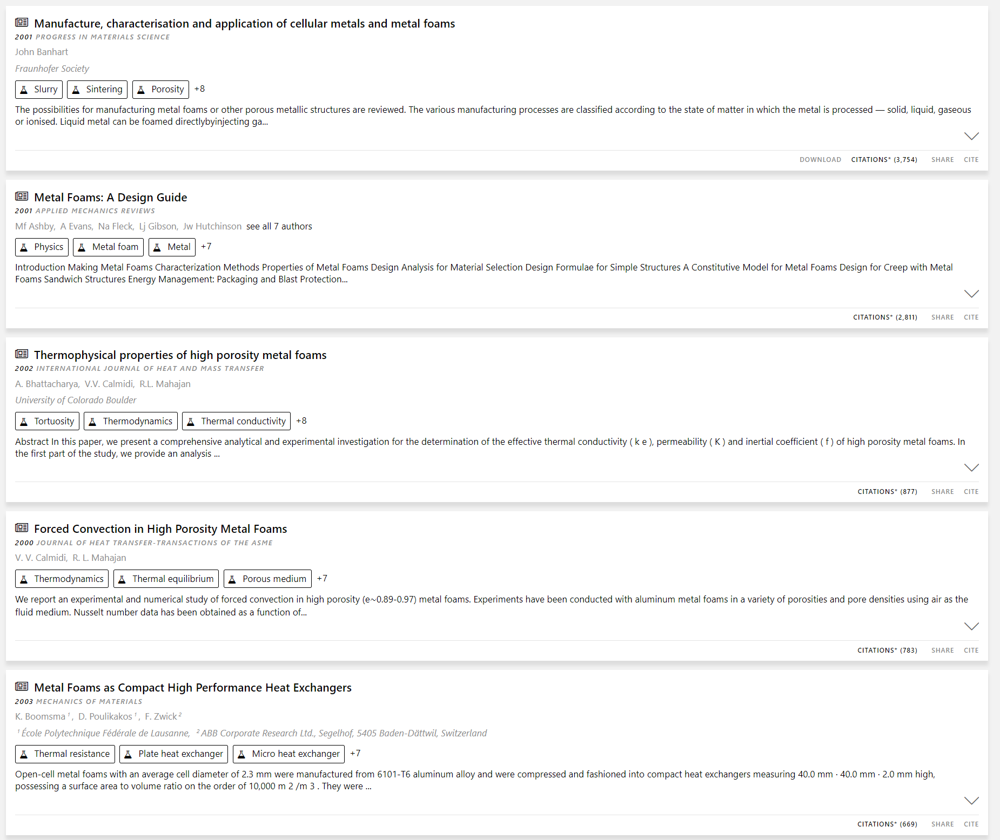 Manufacture, characterisation and application of cellular metals and metal foams
2001 PROGRESS IN MATERIALS SCIENCE
John Banhart
Fraunhofer Society
Slurry Sintering Porosity +8
The possibilities for manufacturing metal foams or other porous metallic structures are reviewed. The various manufacturing processes are classified according to the state of matter in which the metal is processed — solid, liquid, gaseous
or ionised. Liquid metal can be foamed directlybyinjecting ga...
DOWNLOAD CITATIONS* (3,754) SHARE CITE
Metal Foams: A Design Guide
2001 APPLIED MECHANICS REVIEWS
Mf Ashby, A Evans, Na Fleck, Lj Gibson, Jw Hutchinson see all 7 authors
Physics Metal foam Metal +7
Introduction Making Metal Foams Characterization Methods Properties of Metal Foams Design Analysis for Material Selection Design Formulae for Simple Structures A Constitutive Model for Metal Foams Design for Creep with Metal
Foams Sandwich Structures Energy Management: Packaging and Blast Protection...
CITATIONS* (2,811) SHARE CITE
Thermophysical properties of high porosity metal foams
2002 INTERNATIONAL JOURNAL OF HEAT AND MASS TRANSFER
A. Bhattacharya, V.V. Calmidi, R.L. Mahajan
University of Colorado Boulder
Tortuosity Thermodynamics Thermal conductivity +8
Abstract In this paper, we present a comprehensive analytical and experimental investigation for the determination of the effective thermal conductivity ( k e ), permeability ( K ) and inertial coefficient ( f ) of high porosity metal foams. In
the first part of the study, we provide an analysis ...
CITATIONS* (877) SHARE CITE
Forced Convection in High Porosity Metal Foams
2000 JOURNAL OF HEAT TRANSFER-TRANSACTIONS OF THE ASME
V. V. Calmidi, R. L. Mahajan
Thermodynamics Thermal equilibrium Porous medium +7
We report an experimental and numerical study of forced convection in high porosity (e~0.89-0.97) metal foams. Experiments have been conducted with aluminum metal foams in a variety of porosities and pore densities using air as the
fluid medium. Nusselt number data has been obtained as a function of...
CITATIONS* (783) SHARE CITE
Metal Foams as Compact High Performance Heat Exchangers
2003 MECHANICS OF MATERIALS
K. Boomsma ¹, D. Poulikakos ¹, F. Zwick ²
¹ École Polytechnique Fédérale de Lausanne, ² ABB Corporate Research Ltd., Segelhof, 5405 Baden-Dättwil, Switzerland
Thermal resistance Plate heat exchanger Micro heat exchanger +7
Open-cell metal foams with an average cell diameter of 2.3 mm were manufactured from 6101-T6 aluminum alloy and were compressed and fashioned into compact heat exchangers measuring 40.0 mm · 40.0 mm · 2.0 mm high,
possessing a surface area to volume ratio on the order of 10,000 m 2 /m 3 . They were ...
CITATIONS* (669) SHARE CITE